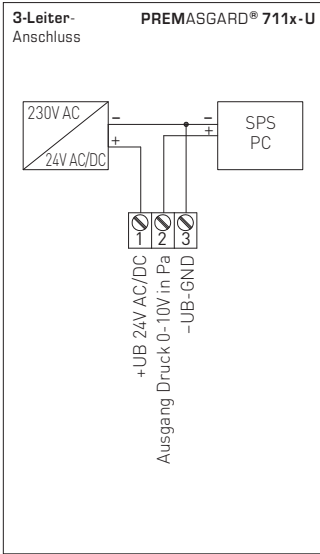 3-Leiter- PREMASGARD® 711x-U
Anschluss
230V AC
24V AC/DC
–
+
–
+
SPS
PC
1 2 3
+UB 24V AC/DC
Ausgang Druck 0-10V in Pa
–UB-GND